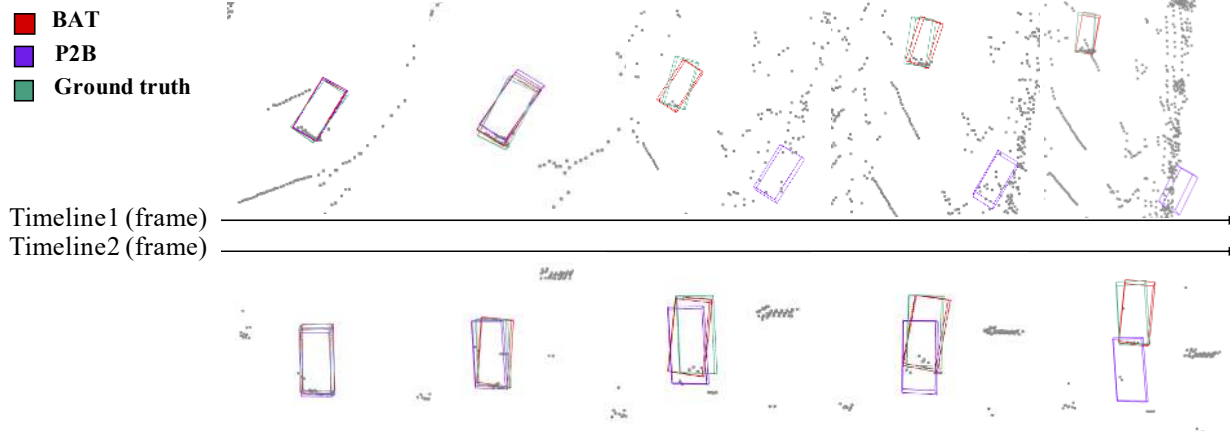 BAT
P2B
Ground truth
Timeline1 (frame)
Timeline2 (frame)